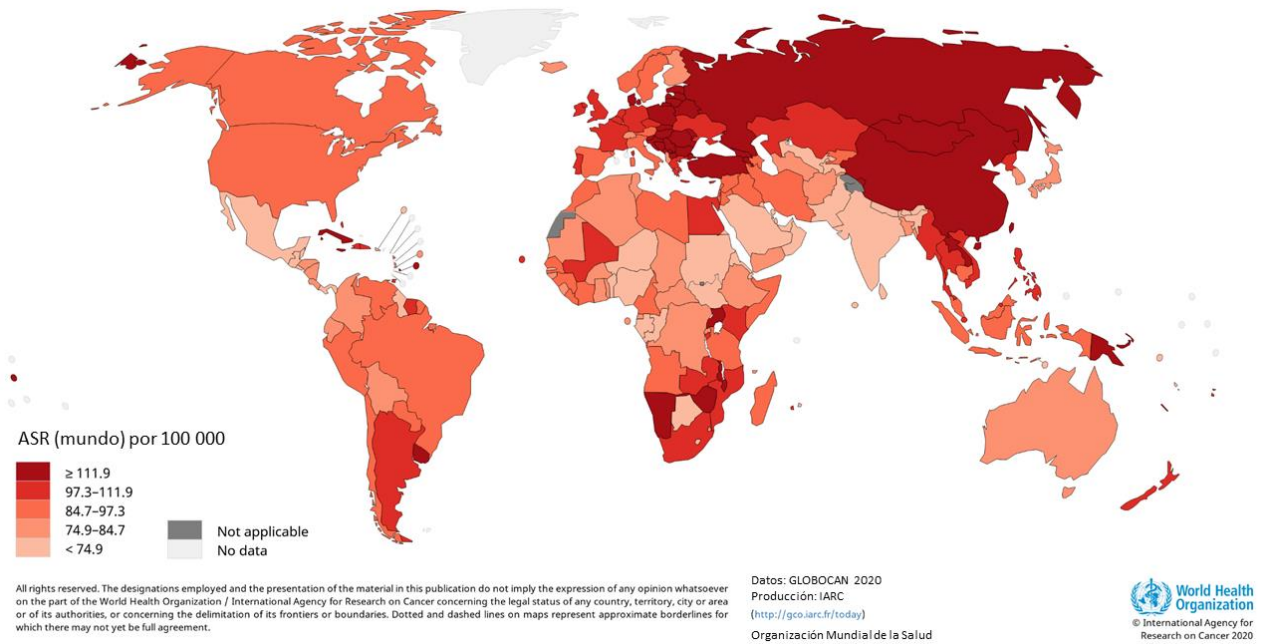 ASR (mundo) por 100 000
≥ 111.9
97.3–111.9
84.7–97.3
74.9–84.7
< 74.9
Not applicable
No data
All rights reserved. The designations employed and the presentation of the material in this publication do not imply the expression of any opinion whatsoever
on the part of the World Health Organization / International Agency for Research on Cancer concerning the legal status of any country, territory, city or area
or of its authorities, or concerning the delimitation of its frontiers or boundaries. Dotted and dashed lines on maps represent approximate borderlines for
which there may not yet be full agreement.
Datos: GLOBOCAN 2020
Producción: IARC
(http://gco.iarc.fr/today)
Organización Mundial de la Salud
World Health
Organization
© International Agency for
Research on Cancer 2020